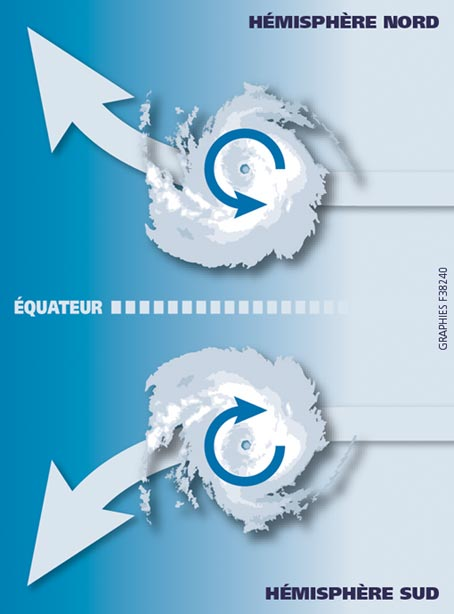 HÉMISPHÈRE NORD
ÉQUATEUR
GRAPHIES F38240
HÉMISPHÈRE SUD